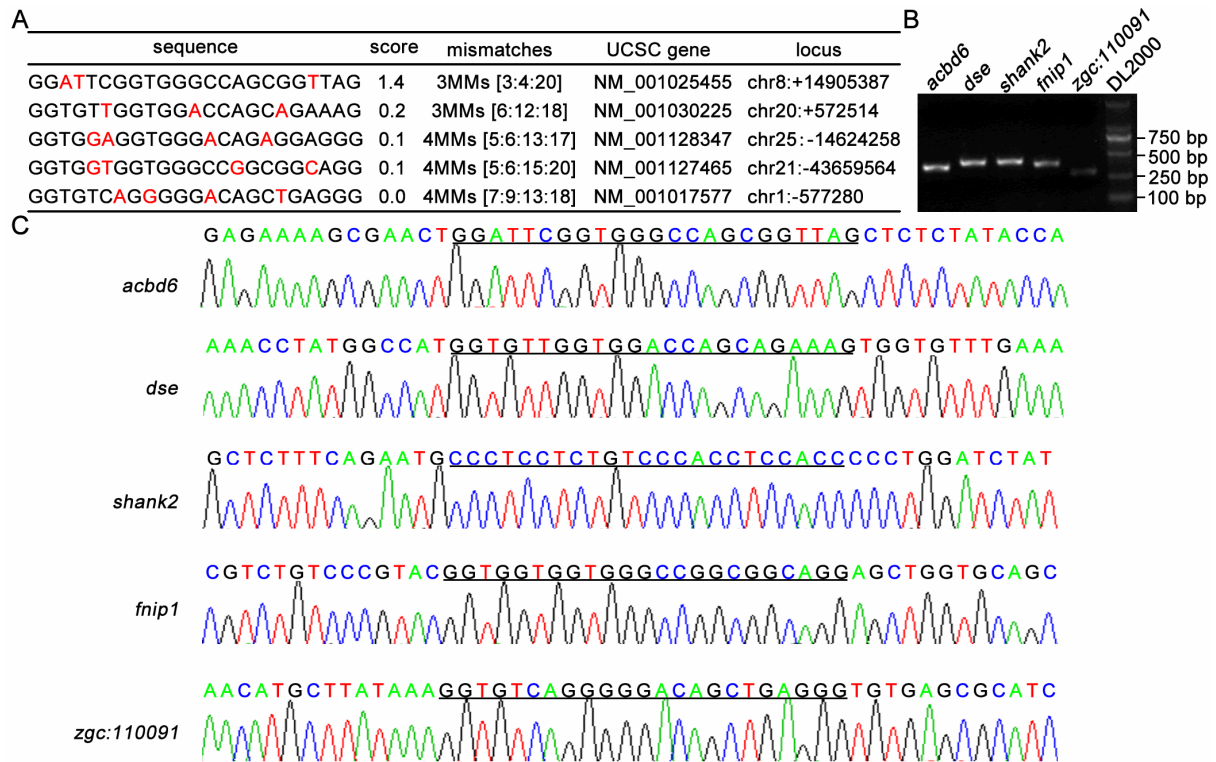 A
sequence score mismatches UCSC gene locus
GGATTCGGTGGGCCAGCGGTTAG 1.4 3MMs [3:4:20] NM_001025455 chr8:+14905387
GGTGTTGGTGGACCAGCAGAAAG 0.2 3MMs [6:12:18] NM_001030225 chr20:+572514
GGTGGAGGTGGGACAGAGGAGGG 0.1 4MMs [5:6:13:17] NM_001128347 chr25:-14624258
GGTGGTGGTGGGCCGGCGGCAGG 0.1 4MMs [5:6:15:20] NM_001127465 chr21:-43659564
GGTGTCAGGGGGACAGCTGAGGG 0.0 4MMs [7:9:13:18] NM_001017577 chr1:-577280
B
acbd6 dse shank2 fnip1 zgc:110091 DL2000
750 bp
500 bp
250 bp
100 bp
C
GAGAAAAGCGAACTGGATTCGGTGGGCCAGCGGTTAGCTCTCTATACCA
acbd6
AAACCTATGGCCATGGTGTTGGTGGACCAGCAGAAAGTGGTGTTTGAAA
dse
GCTCTTTCAGAATGCCCTCCTCTGTCCCACCTCCACCCCCTGGATCTAT
shank2
CGTCTGTCCCGTACGGTGGTGGTGGGCCGGCGGCAGGAGCTGGTGCAGC
fnip1
AACATGCTTATAAAGGTGTCAGGGGGACAGCTGAGGGTGTGAGCGCATC
zgc:110091